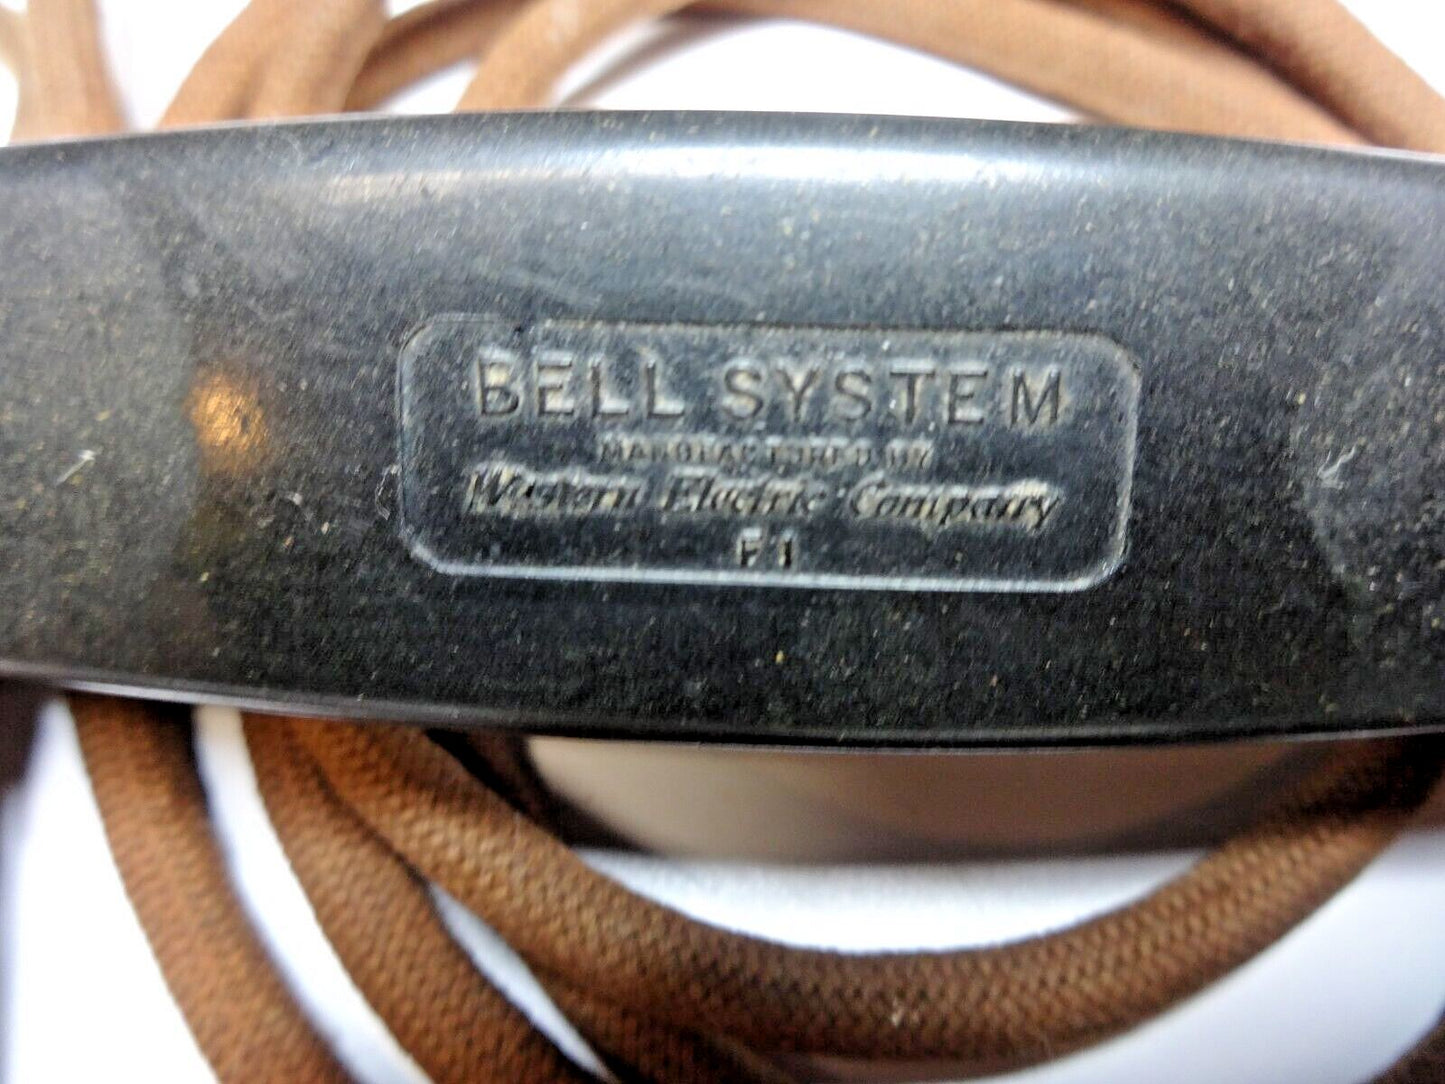 BELL SYSTEM
MANUFACTURED BY
Western Electric Company
F1